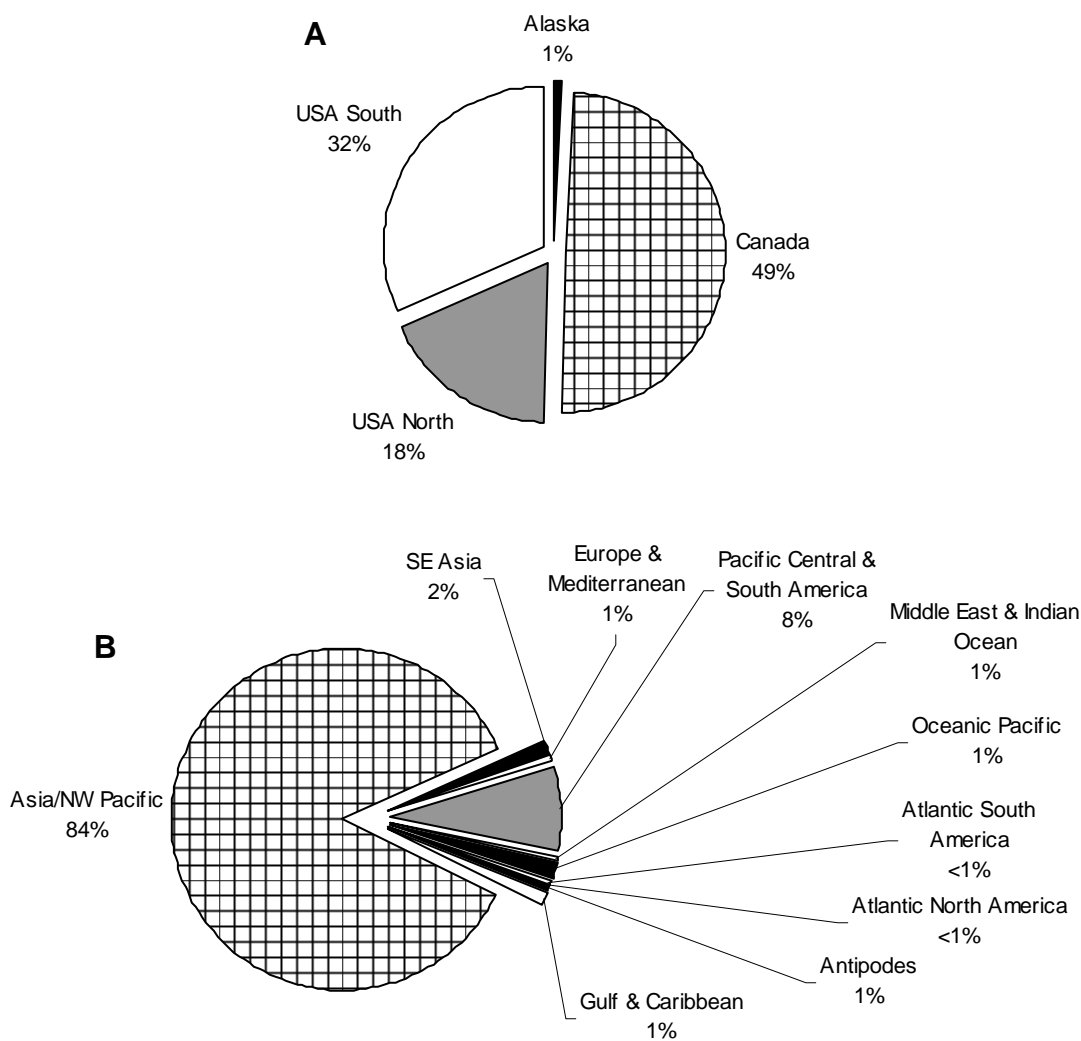 A
Alaska
1%
USA South
32%
Canada
49%
USA North
18%
B
SE Asia
2%
Europe &
Mediterranean
1%
Pacific Central &
South America
8%
Middle East & Indian
Ocean
1%
Oceanic Pacific
1%
Asia/NW Pacific
84%
Atlantic South
America
<1%
Atlantic North America
<1%
Antipodes
1%
Gulf & Caribbean
1%